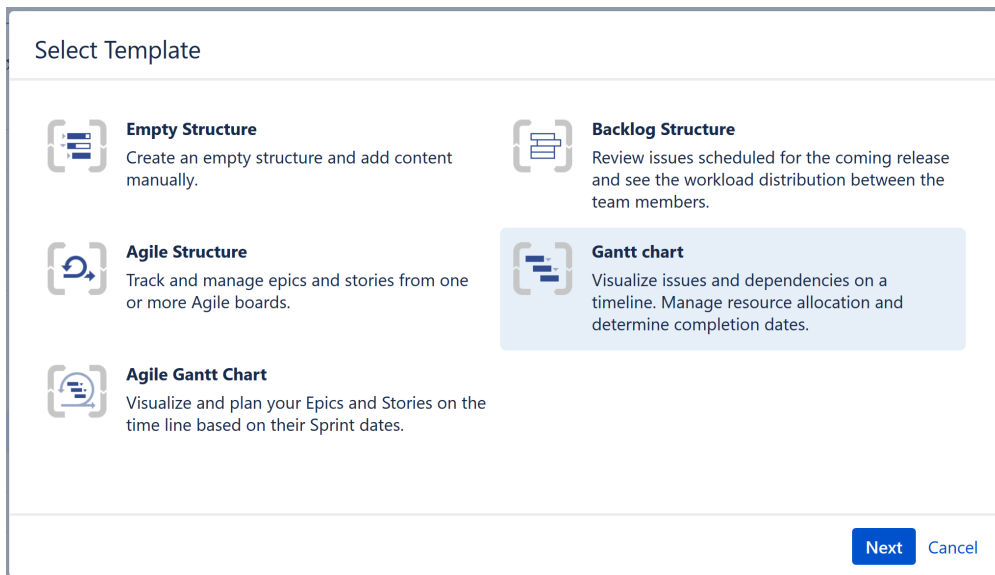 Select Template
Empty Structure
Create an empty structure and add content
manually.
Backlog Structure
Review issues scheduled for the coming release
and see the workload distribution between the
team members.
Agile Structure
Track and manage epics and stories from one
or more Agile boards.
Gantt chart
Visualize issues and dependencies on a
timeline. Manage resource allocation and
determine completion dates.
Agile Gantt Chart
Visualize and plan your Epics and Stories on the
time line based on their Sprint dates.
Next
Cancel